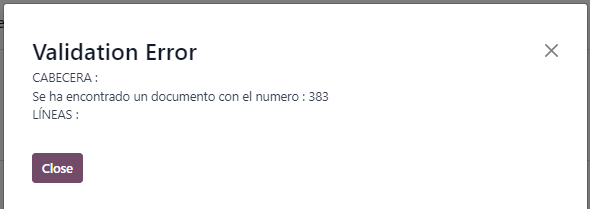 Validation Error
CABECERA :
Se ha encontrado un documento con el numero : 383
LÍNEAS :
Close